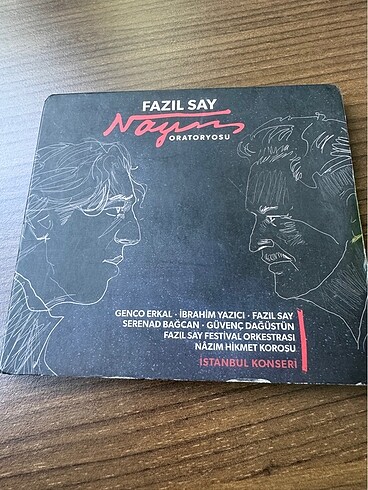 FAZIL SAY
Nâzım
ORATORYOSU
GENCO ERKAL · İBRAHİM YAZICI · FAZIL SAY
SERENAD BAĞCAN · GÜVENÇ DAĞÜSTÜN
FAZIL SAY FESTİVAL ORKESTRASI
NÂZIM HİKMET KOROSU
İSTANBUL KONSERİ